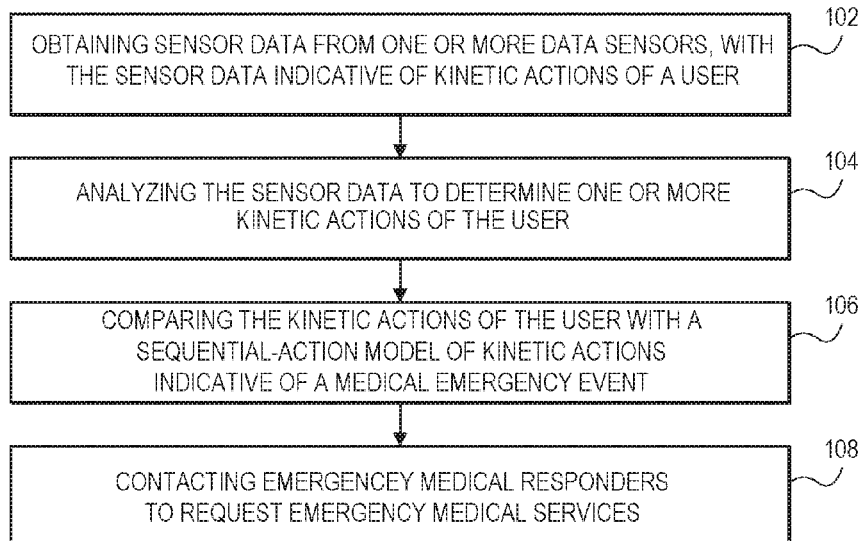 102
OBTAINING SENSOR DATA FROM ONE OR MORE DATA SENSORS, WITH
THE SENSOR DATA INDICATIVE OF KINETIC ACTIONS OF A USER
104
ANALYZING THE SENSOR DATA TO DETERMINE ONE OR MORE
KINETIC ACTIONS OF THE USER
106
COMPARING THE KINETIC ACTIONS OF THE USER WITH A
SEQUENTIAL-ACTION MODEL OF KINETIC ACTIONS
INDICATIVE OF A MEDICAL EMERGENCY EVENT
108
CONTACTING EMERGENCEY MEDICAL RESPONDERS
TO REQUEST EMERGENCY MEDICAL SERVICES